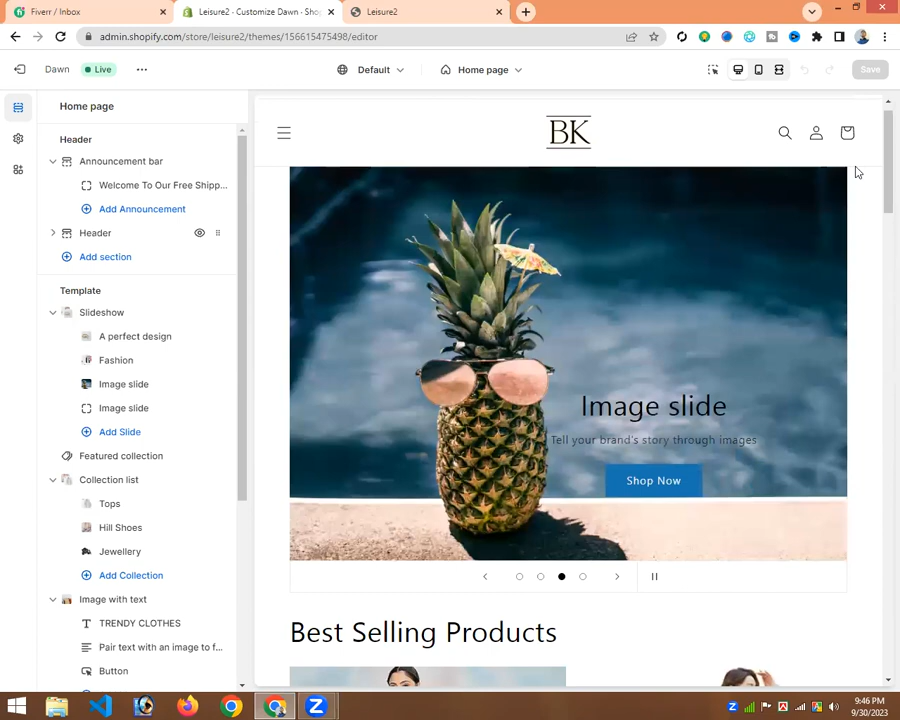 Fiverr / Inbox
Leisure2 - Customize Dawn · Sho
Leisure2
admin.shopify.com/store/leisure2/themes/156615475498/editor
Dawn
Live
Default
Home page
Save
Home page
Header
Announcement bar
Welcome To Our Free Shipp...
Add Announcement
Header
Add section
Template
Slideshow
A perfect design
Fashion
Image slide
Image slide
Add Slide
Featured collection
Collection list
Tops
Hill Shoes
Jewellery
Add Collection
Image with text
TRENDY CLOTHES
Pair text with an image to f...
Button
BK
Image slide
Tell your brand's story through images
Shop Now
Best Selling Products
9:46 PM
9/30/2023